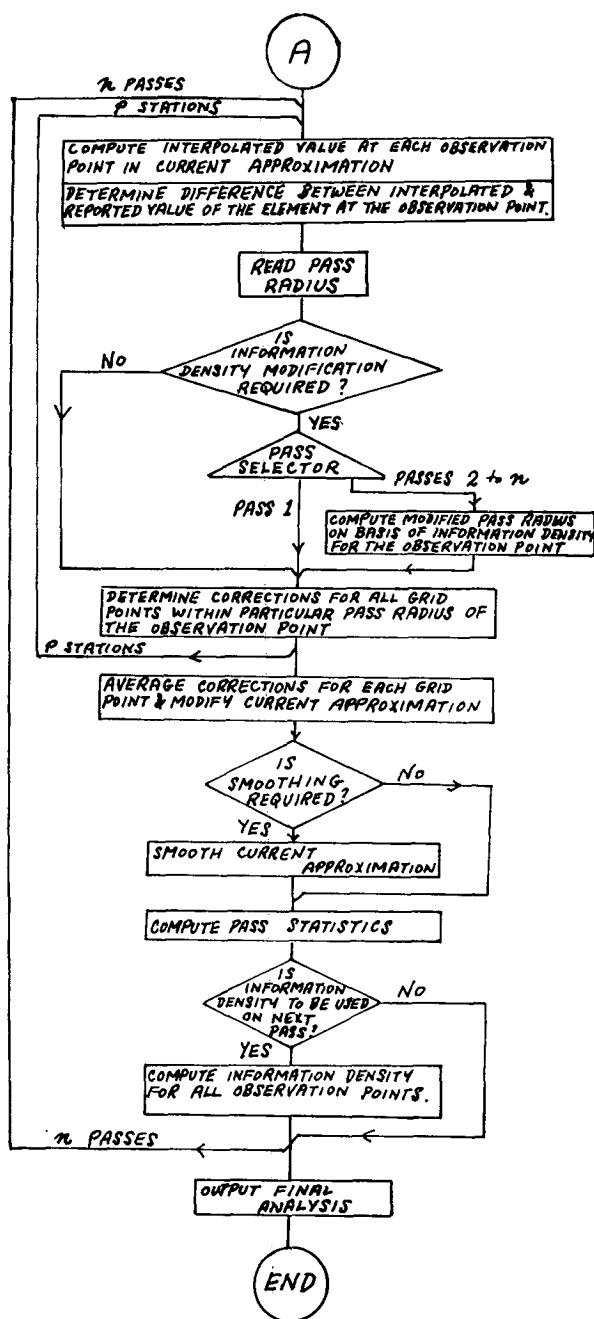 A
n PASSES
P STATIONS
COMPUTE INTERPOLATED VALUE AT EACH OBSERVATION
POINT IN CURRENT APPROXIMATION
DETERMINE DIFFERENCE BETWEEN INTERPOLATED &
REPORTED VALUE OF THE ELEMENT AT THE OBSERVATION POINT.
READ PASS
RADIUS
IS
INFORMATION
DENSITY MODIFICATION
REQUIRED?
NO
YES
PASS
SELECTOR
PASSES 2 to n
PASS 1
COMPUTE MODIFIED PASS RADIUS
ON BASIS OF INFORMATION DENSITY
FOR THE OBSERVATION POINT
DETERMINE CORRECTIONS FOR ALL GRID
POINTS WITHIN PARTICULAR PASS RADIUS OF
THE OBSERVATION POINT
P STATIONS
AVERAGE CORRECTIONS FOR EACH GRID
POINT & MODIFY CURRENT APPROXIMATION
IS
SMOOTHING
REQUIRED?
NO
YES
SMOOTH CURRENT
APPROXIMATION
COMPUTE PASS STATISTICS
IS
INFORMATION
DENSITY TO BE USED
ON NEXT
PASS?
NO
YES
COMPUTE INFORMATION DENSITY
FOR ALL OBSERVATION POINTS.
n PASSES
OUTPUT FINAL
ANALYSIS
END